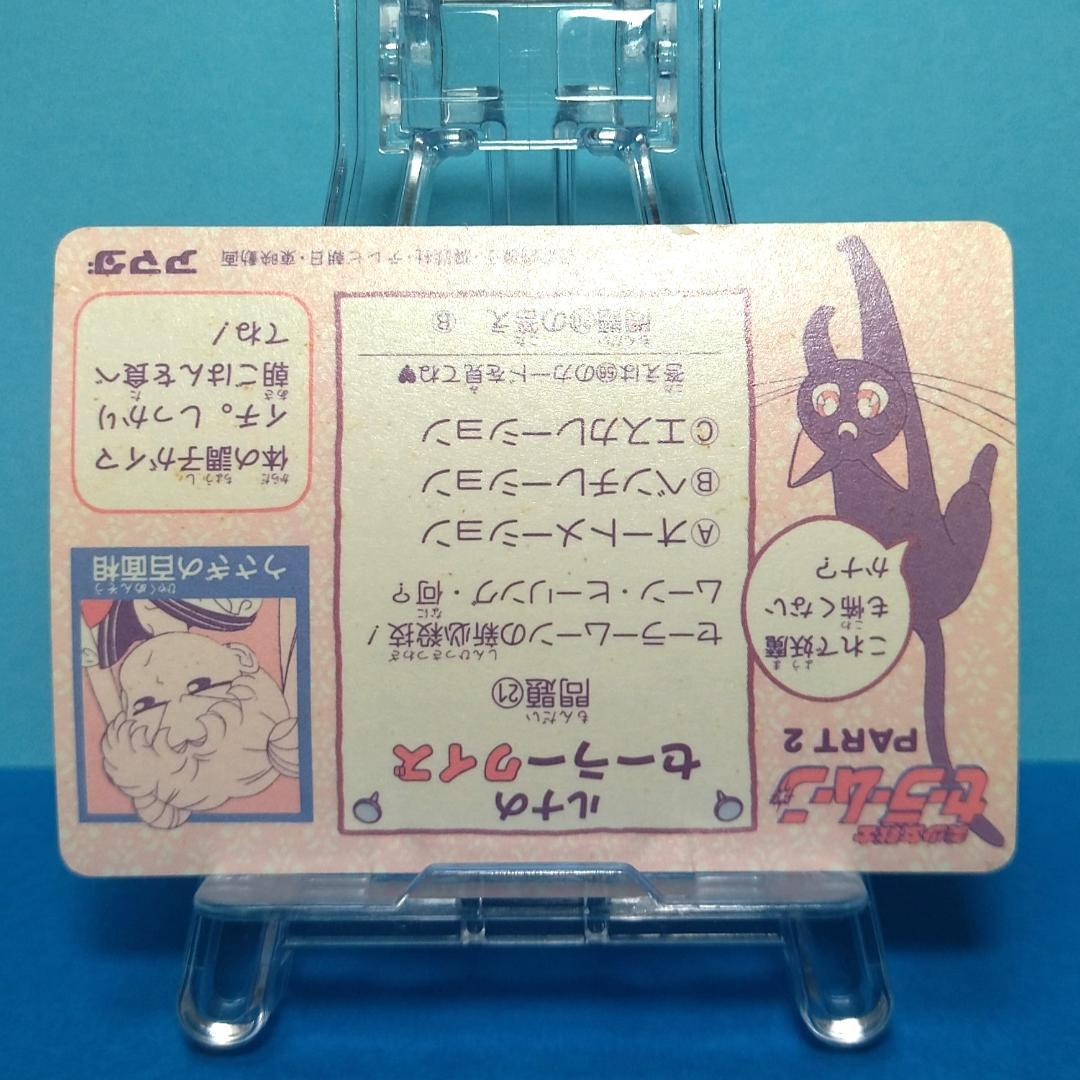 美少女戦士
セーラームーン
PART 2
これで妖魔
も怖くない
かナ?
ルナの
セーラークイズ
問題㉑
セーラームーンの新必殺技!
ムーン・ヒーリング・何?
Ⓐオートメーション
Ⓑベンチレーション
Ⓒエスカレーション
答えは㊿のカードを見てね♥
の答え B
うさぎの百面相
体の調子がイマ
イチ。しっかり
朝ごはんを食べ
てね!
講談社・テレビ朝日・東映動画
アマダ